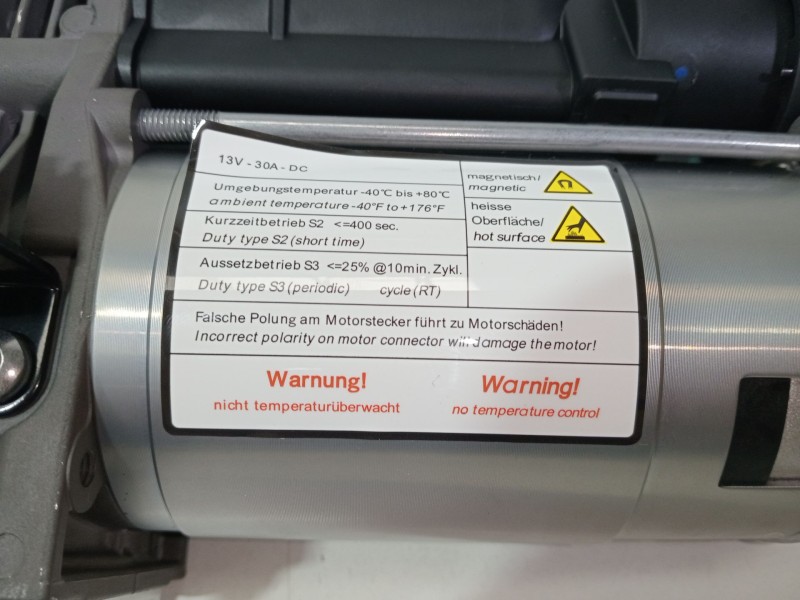 13V - 30A - DC
Umgebungstemperatur -40℃ bis +80℃
ambient temperature -40°F to +176°F
Kurzzeitbetrieb S2 <=400 sec.
Duty type S2 (short time)
Aussetzbetrieb S3 <=25% @10min. Zykl.
Duty type S3 (periodic) cycle (RT)
magnetisch/
magnetic
heisse
Oberfläche/
hot surface
Falsche Polung am Motorstecker führt zu Motorschäden!
Incorrect polarity on motor connector will damage the motor!
Warnung!
nicht temperaturüberwacht
Warning!
no temperature control